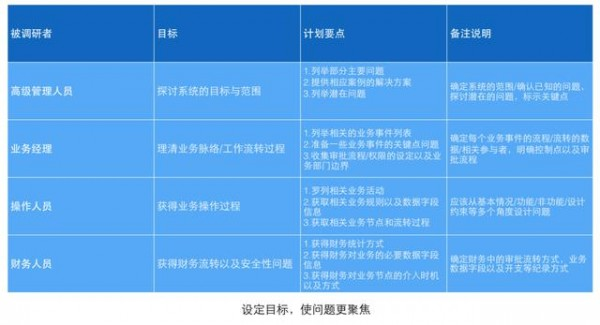 被调研者
目标
计划要点
备注说明
高级管理人员
探讨系统的目标与范围
1.列举部分主要问题
2.提供相应案例的解决方案
3.列举潜在问题
确定系统的范围/确认已知的问题,
探讨潜在的问题，标示关键点
业务经理
理清业务脉络/工作流转过程
1.列举相关的业务事件列表
2.准备一些业务事件的关键点问题
3.收集审批流程/权限的设定以及业
务部门边界
确定每个业务事件的流程/流转的数
据/相关参与者，明确控制点以及审
批流程
操作人员
获得业务操作过程
1.罗列相关业务活动
2.获取相关业务规则以及数据字段
信息
3.获取相关业务节点和流转过程
应该从基本情况/功能/非功能/设计
约束等多个角度设计问题
财务人员
获得财务流转以及安全性问题
1.获得财务统计方式
2.获得财务对业务的必要数据字段
信息
3.获得财务对业务节点的介入时机
以及方式
确定财务中的审批流转方式、业务
数据字段以及开支等纪录方式
设定目标，使问题更聚焦